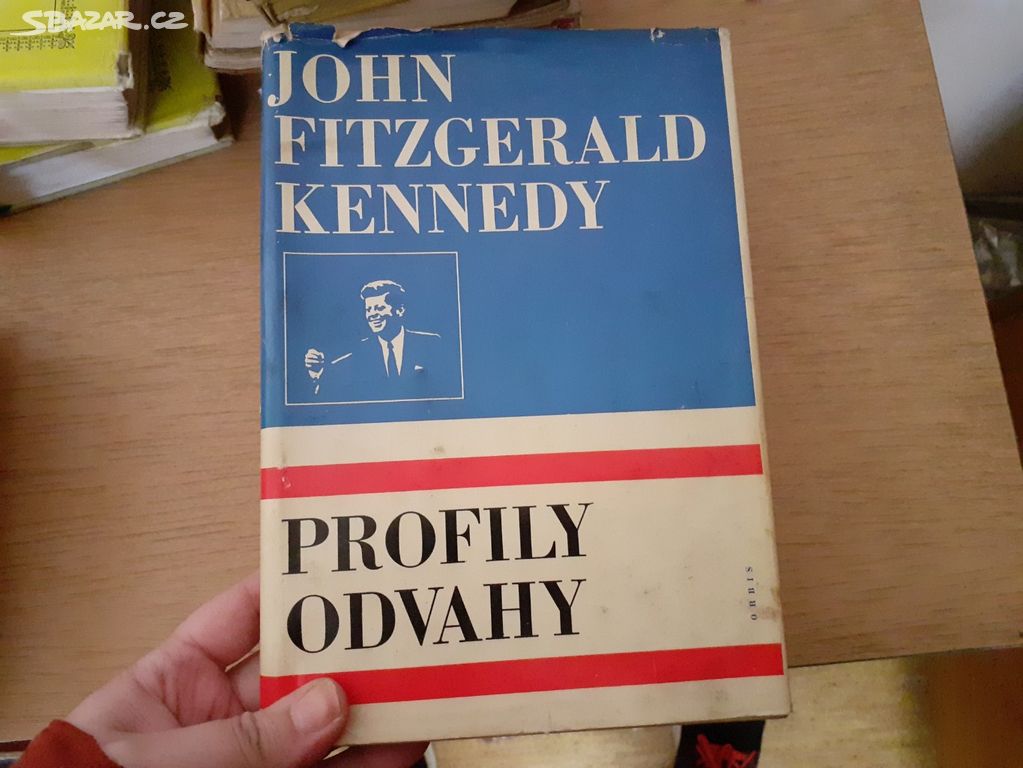 SBAZAR.CZ
JOHN
FITZGERALD
KENNEDY
PROFILY
ODVAHY
ORBIS